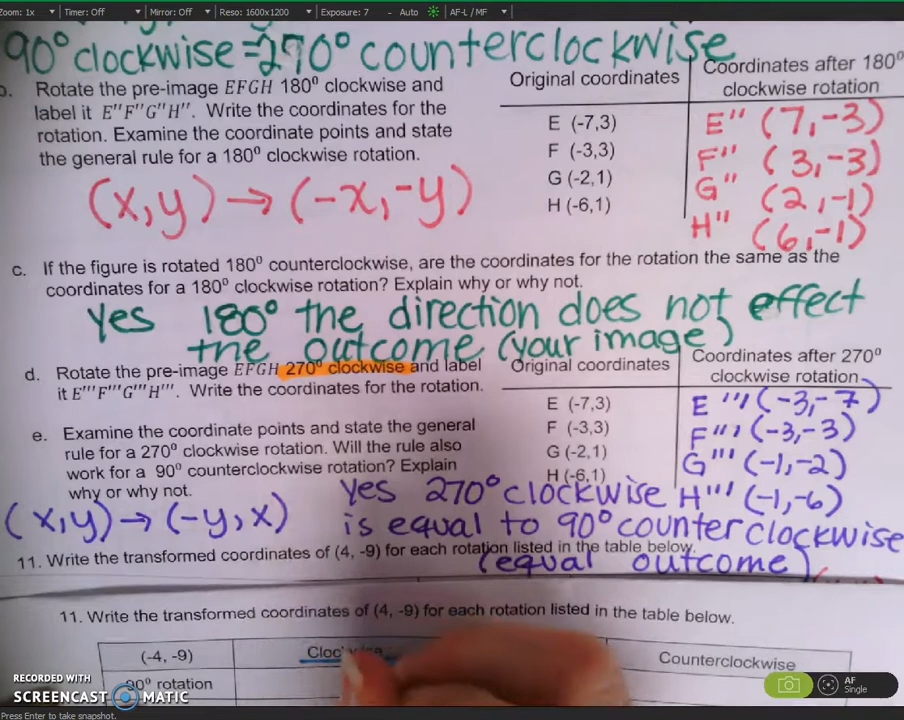 Zoom: 1x Timer: Off Mirror: Off Reso: 1600x1200 Exposure: 7 - Auto AF-L / MF
90° clockwise = 270° counterclockwise
b. Rotate the pre-image EFGH 180° clockwise and
label it E''F''G''H''. Write the coordinates for the
rotation. Examine the coordinate points and state
the general rule for a 180° clockwise rotation.
(x,y) → (-x,-y)
Original coordinates
E (-7,3)
F (-3,3)
G (-2,1)
H (-6,1)
Coordinates after 180°
clockwise rotation
E'' (7,-3)
F'' (3,-3)
G'' (2,-1)
H'' (6,-1)
c. If the figure is rotated 180° counterclockwise, are the coordinates for the rotation the same as the
coordinates for a 180° clockwise rotation? Explain why or why not.
Yes 180° the direction does not effect
the outcome (your image)
d. Rotate the pre-image EFGH 270° clockwise and label
it E'''F'''G'''H'''. Write the coordinates for the rotation.
Original coordinates
E (-7,3)
F (-3,3)
G (-2,1)
H (-6,1)
Coordinates after 270°
clockwise rotation
E''' (-3,-7)
F''' (-3,-3)
G''' (-1,-2)
H''' (-1,-6)
e. Examine the coordinate points and state the general
rule for a 270° clockwise rotation. Will the rule also
work for a 90° counterclockwise rotation? Explain
why or why not.
(x,y) → (-y,x)
Yes 270° clockwise
is equal to 90° counterclockwise
(equal outcome)
11. Write the transformed coordinates of (4, -9) for each rotation listed in the table below.
11. Write the transformed coordinates of (4, -9) for each rotation listed in the table below.
(-4, -9) Counterclockwise
90° rotation
RECORDED WITH
SCREENCAST MATIC
AF
Single
Press Enter to take snapshot.